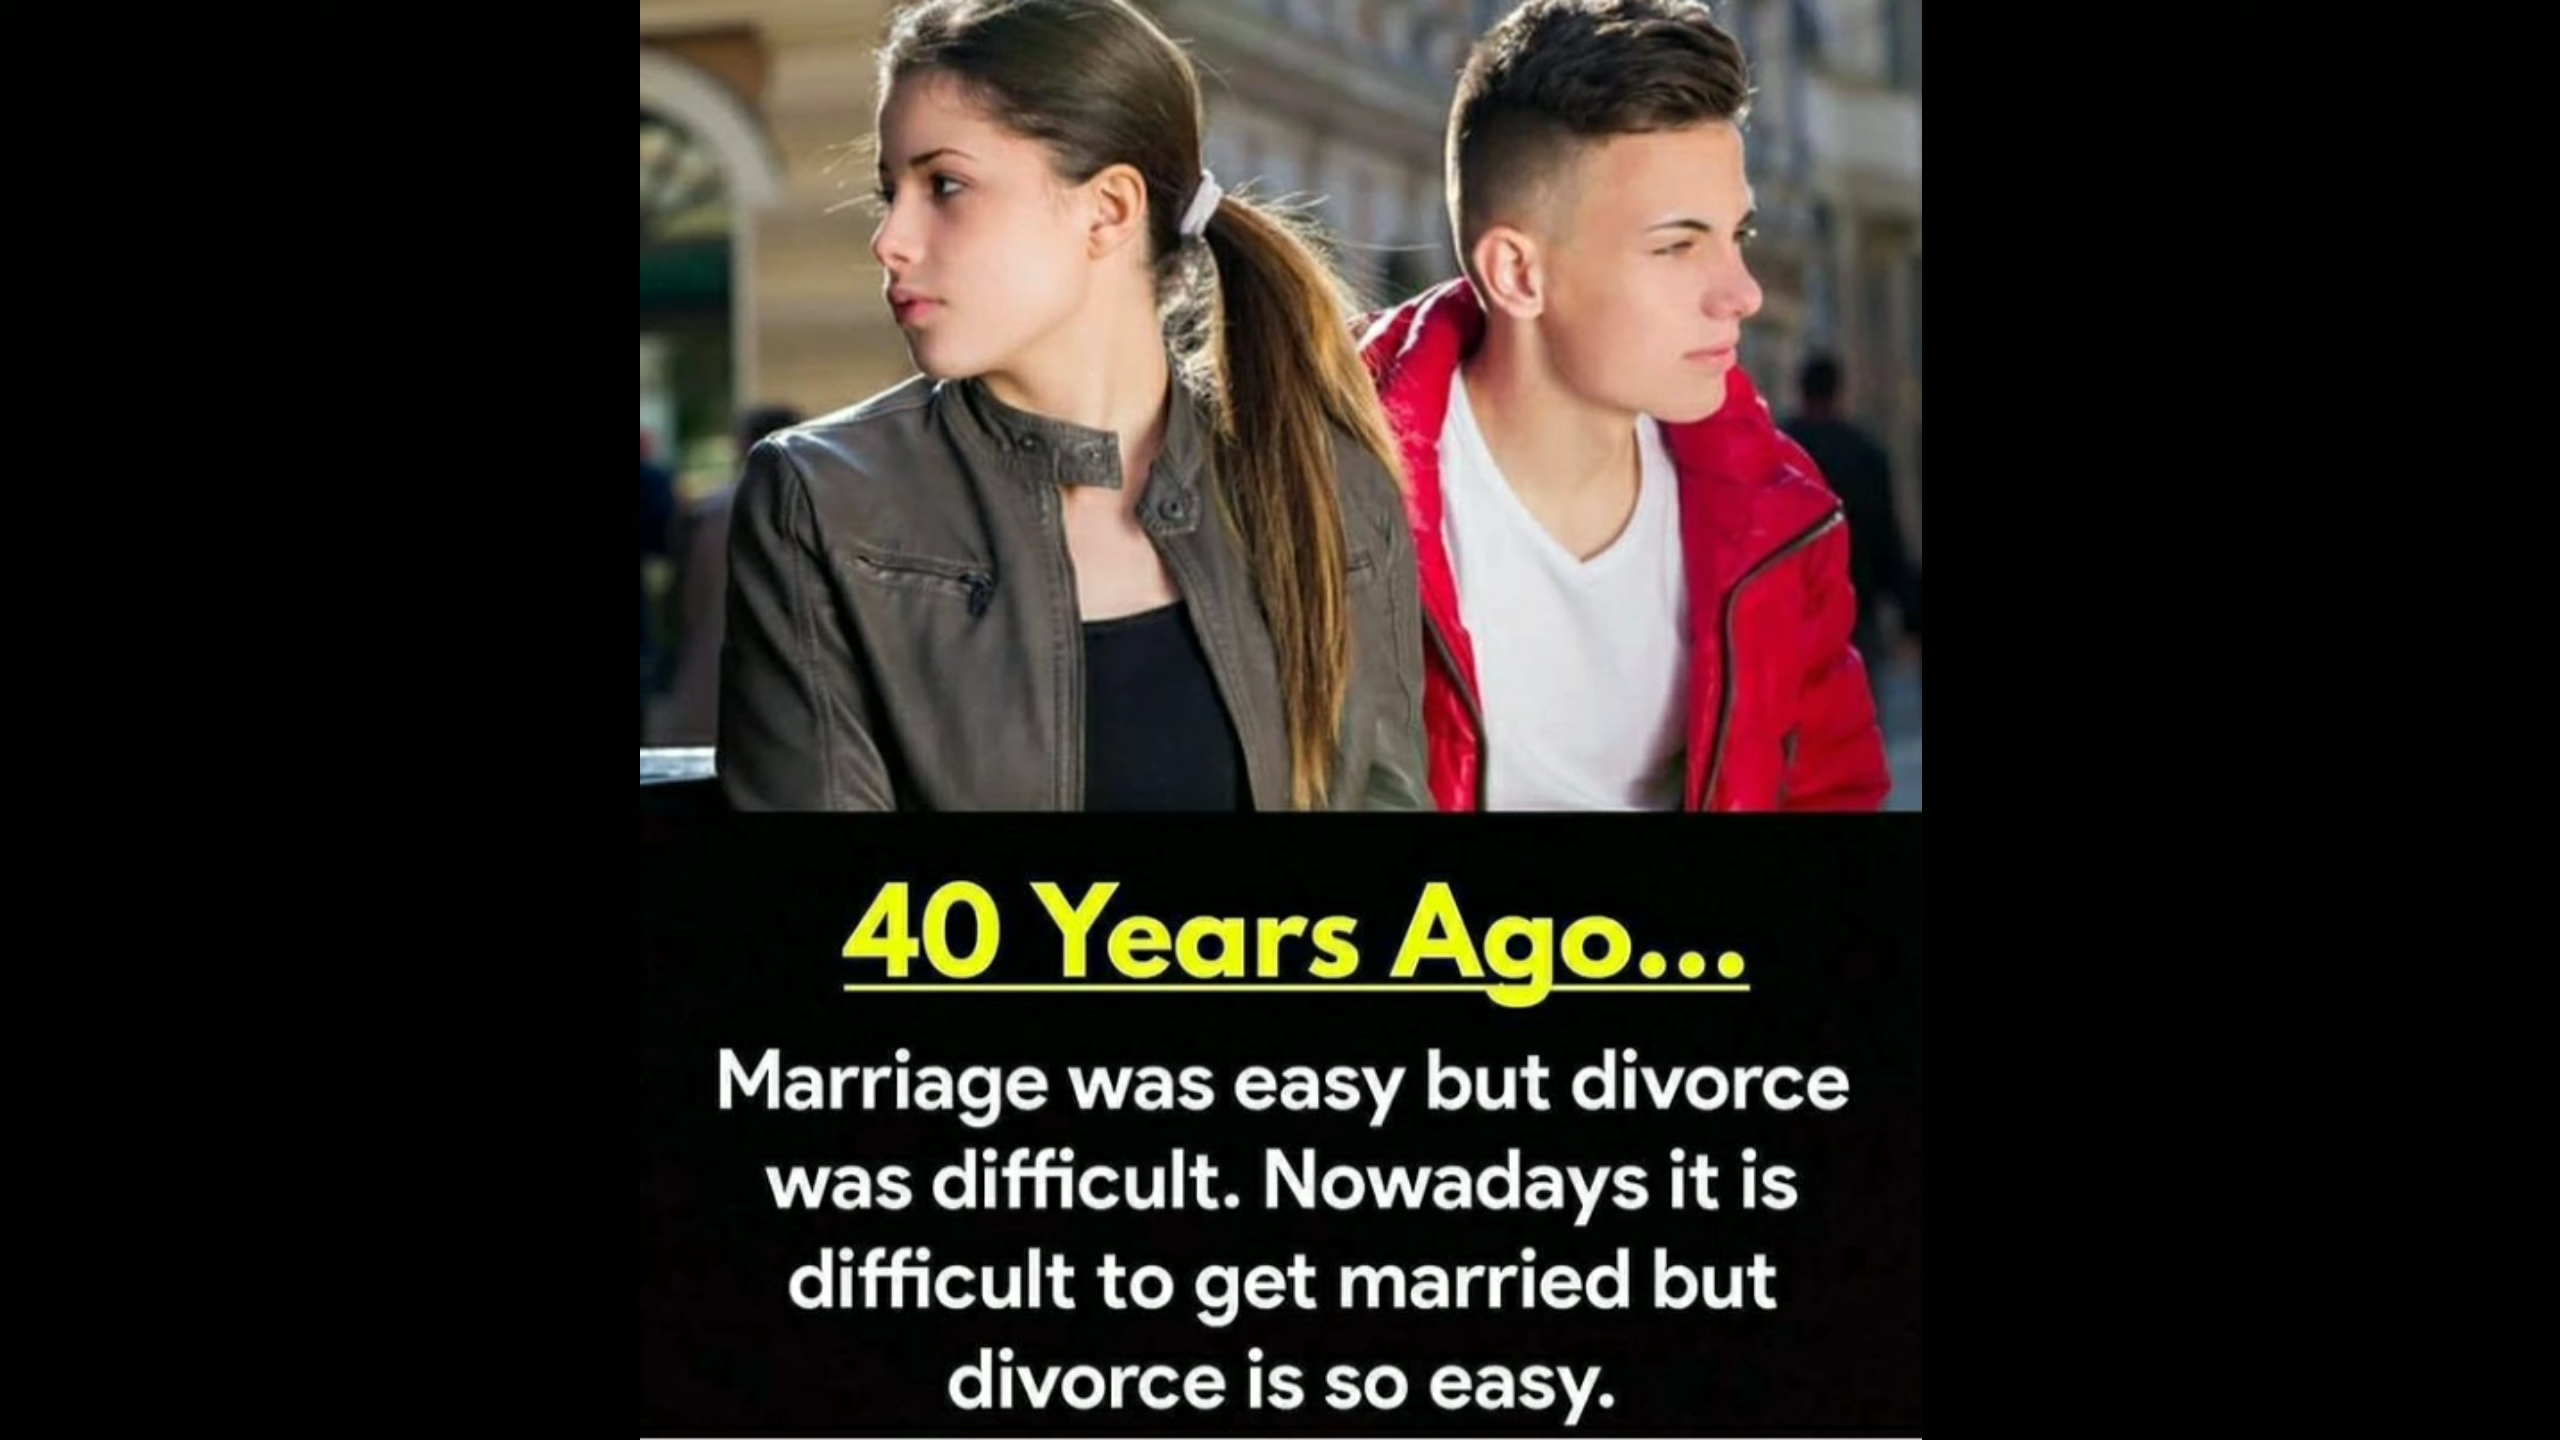 40 Years Ago...
Marriage was easy but divorce
was difficult. Nowadays it is
difficult to get married but
divorce is so easy.